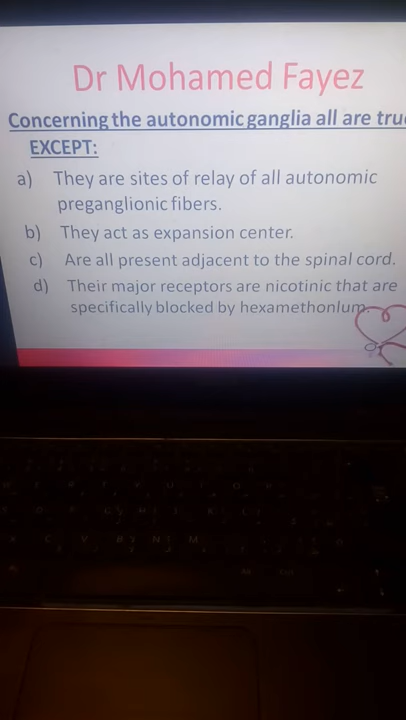 Dr Mohamed Fayez
Concerning the autonomic ganglia all are true
EXCEPT:
a) They are sites of relay of all autonomic
preganglionic fibers.
b) They act as expansion center.
c) Are all present adjacent to the spinal cord.
d) Their major receptors are nicotinic that are
specifically blocked by hexamethonlum.